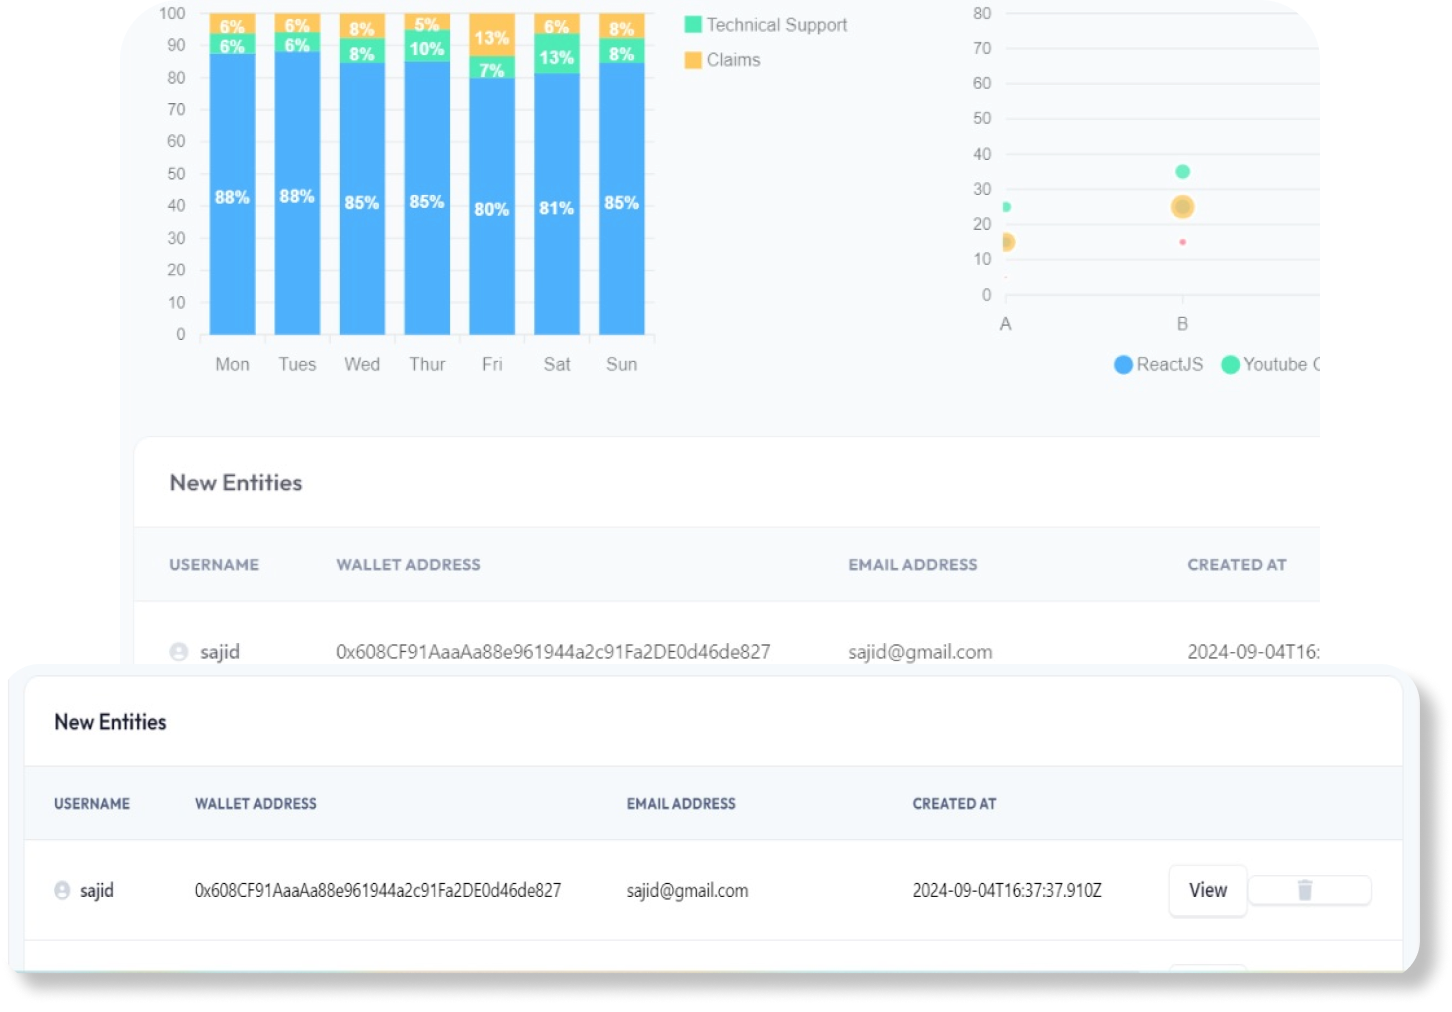 100
90
80
70
60
50
40
30
20
10
0
6% 6% 8% 5% 13% 6% 8%
6% 6% 8% 10% 7% 13% 8%
88% 88% 85% 85% 80% 81% 85%
Mon Tues Wed Thur Fri Sat Sun
Technical Support
Claims
80
70
60
50
40
30
20
10
0
A B
ReactJS Youtube
New Entities
USERNAME WALLET ADDRESS EMAIL ADDRESS CREATED AT
sajid 0x608CF91AaaAa88e961944a2c91Fa2DE0d46de827 sajid@gmail.com 2024-09-04T16:
New Entities
USERNAME WALLET ADDRESS EMAIL ADDRESS CREATED AT
sajid 0x608CF91AaaAa88e961944a2c91Fa2DE0d46de827 sajid@gmail.com 2024-09-04T16:37:37.910Z View